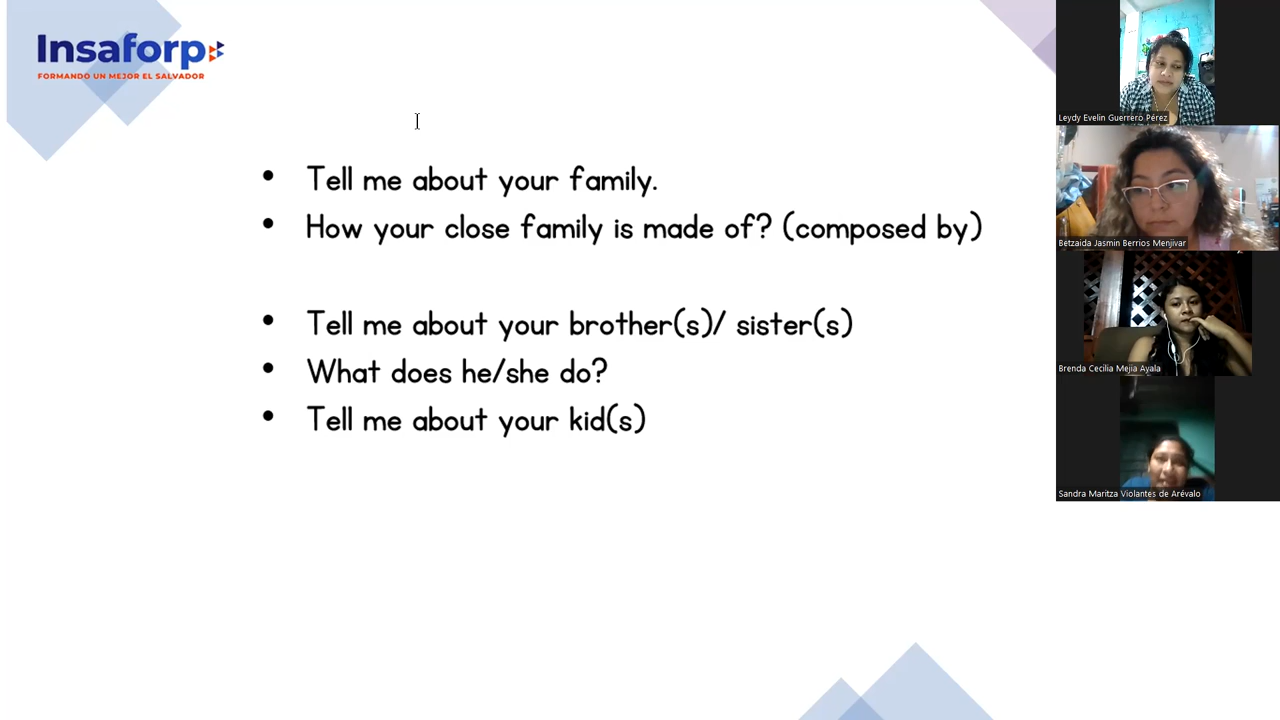 Insaforp
FORMANDO UN MEJOR EL SALVADOR
• Tell me about your family.
• How your close family is made of? (composed by)
• Tell me about your brother(s)/ sister(s)
• What does he/she do?
• Tell me about your kid(s)
Leydy Evelin Guerrero Pérez
Betzaida Jasmin Berrios Menjivar
Brenda Cecilia Mejia Ayala
Sandra Maritza Violantes de Arévalo